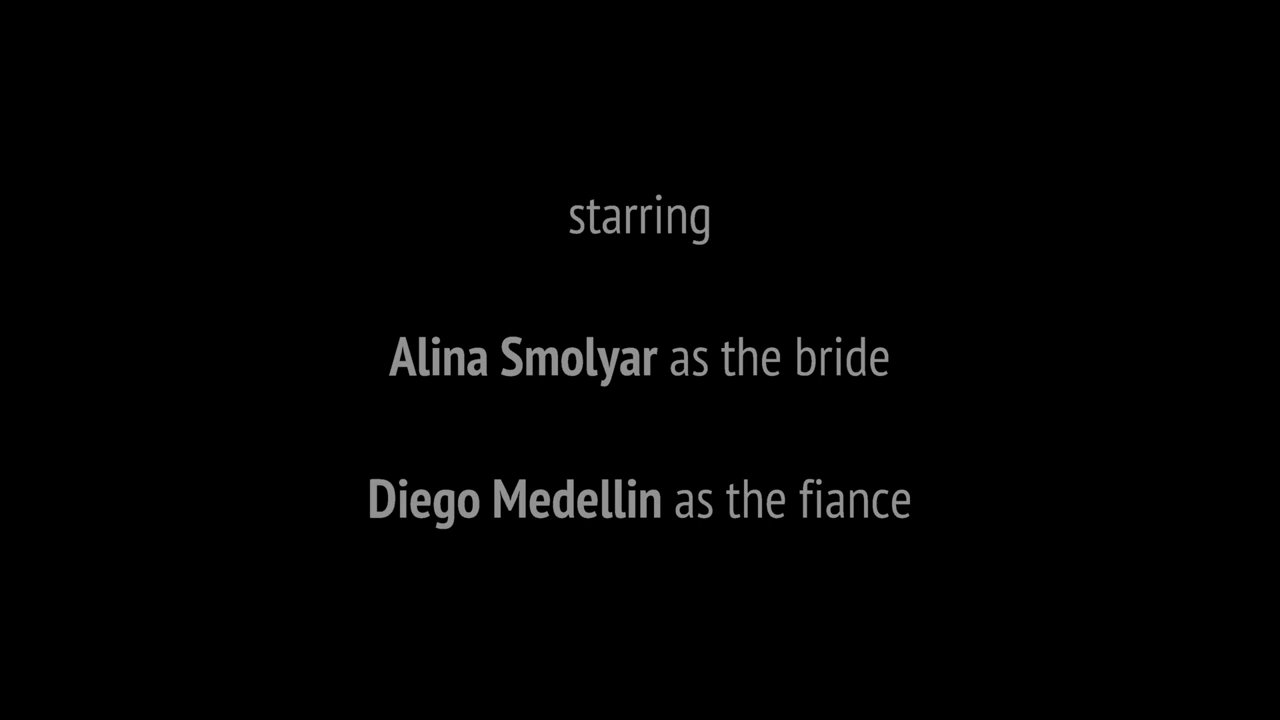 starring
Alina Smolyar as the bride
Diego Medellin as the fiance